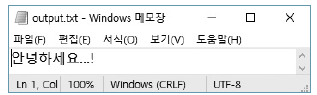 output.txt - Windows 메모장
파일(F) 편집(E) 서식(O) 보기(V) 도움말(H)
안녕하세요...!
Ln 1, Col 100% Windows (CRLF) UTF-8